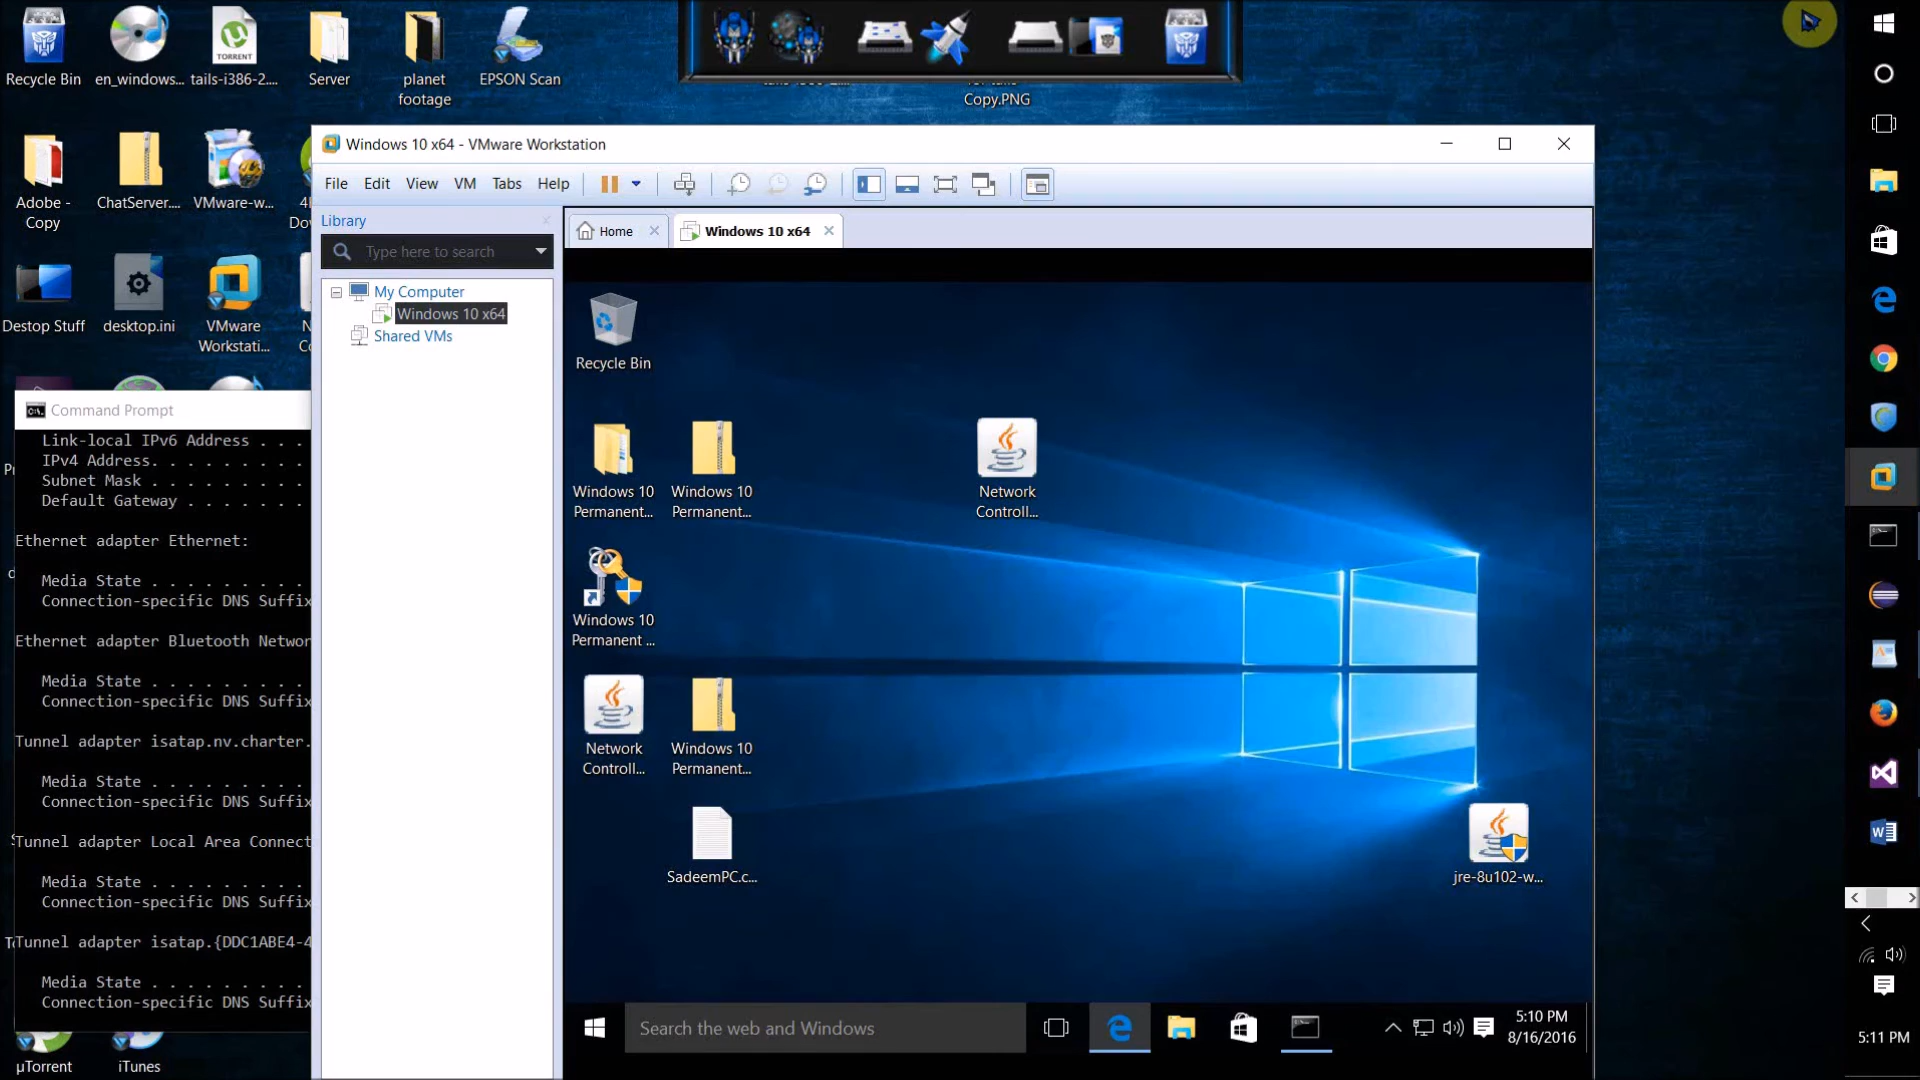 Recycle Bin
en_windows...
tails-i386-2....
TORRENT
Server
planet
footage
EPSON Scan
Copy.PNG
Adobe -
Copy
ChatServer....
VMware-w...
Destop Stuff
desktop.ini
VMware
Workstati...
Windows 10 x64 - VMware Workstation
File Edit View VM Tabs Help
Library
Type here to search
My Computer
Windows 10 x64
Shared VMs
Home
Windows 10 x64
Recycle Bin
Windows 10
Permanent...
Windows 10
Permanent...
Network
Controll...
Windows 10
Permanent ...
Network
Controll...
Windows 10
Permanent...
SadeemPC.c...
jre-8u102-w...
Search the web and Windows
5:10 PM
8/16/2016
Command Prompt
Link-local IPv6 Address . . .
IPv4 Address. . . . . . . . .
Subnet Mask . . . . . . . . .
Default Gateway . . . . . . .
Ethernet adapter Ethernet:
Media State . . . . . . . . .
Connection-specific DNS Suffix
Ethernet adapter Bluetooth Networ
Media State . . . . . . . . .
Connection-specific DNS Suffix
Tunnel adapter isatap.nv.charter.
Media State . . . . . . . . .
Connection-specific DNS Suffix
Tunnel adapter Local Area Connect
Media State . . . . . . . . .
Connection-specific DNS Suffix
Tunnel adapter isatap.{DDC1ABE4-4
Media State . . . . . . . . .
Connection-specific DNS Suffix
µTorrent
iTunes
5:11 PM